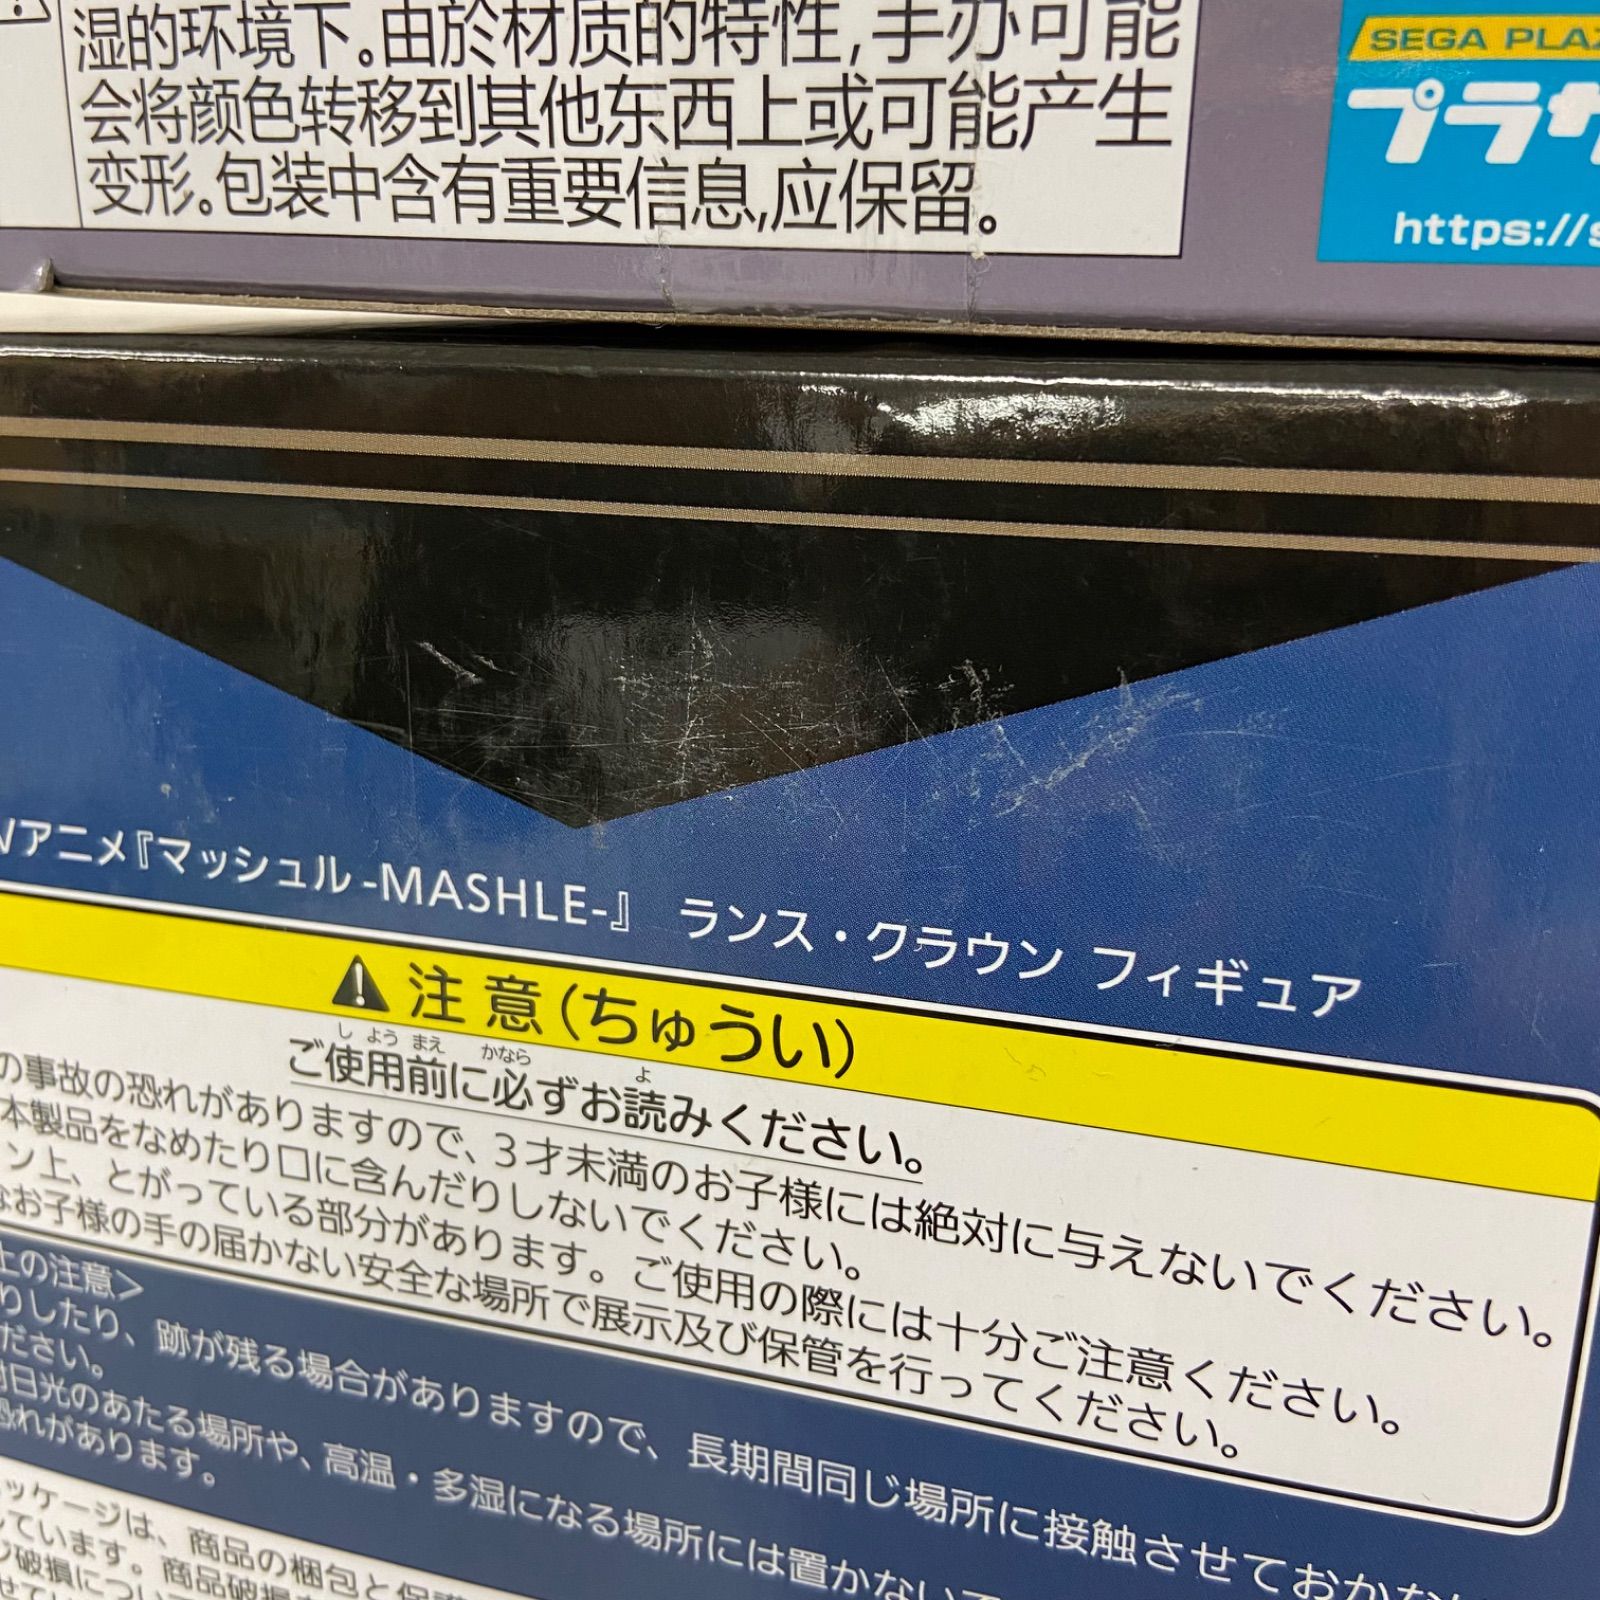 湿的环境下。由於材质的特性,手办可能
会将颜色转移到其他东西上或可能产生
变形。包装中含有重要信息,应保留。
SEGA
プラ
https://s
Vアニメ『マッシュル-MASHLE-』 ランス・クラウン フィギュア
注意(ちゅうい)
ご使用前に必ずお読みください。
しようまえ かなら よ
の事故の恐れがありますので、3才未満のお子様には絶対に与えないでください。
本製品をなめたり口に含んだりしないでください。
ン上、とがっている部分があります。ご使用の際には十分ご注意ください。
なお子様の手の届かない安全な場所で展示及び保管を行ってください。
上の注意>
りしたり、跡が残る場合がありますので、長期間同じ場所に接触させておかな
ださい。
日光のあたる場所や、高温・多湿になる場所には置かない
恐れがあります。
ッケージは、商品の梱包と保
ています。商品破損
破損につい